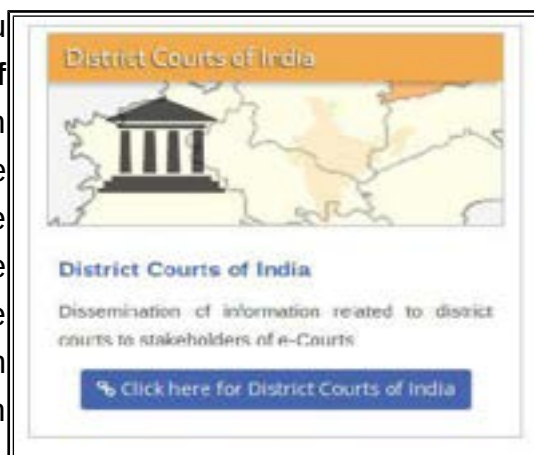 District Courts of India
District Courts of India
Dissemination of information related to district
courts to stakeholders of e-Courts
Click here for District Courts of India